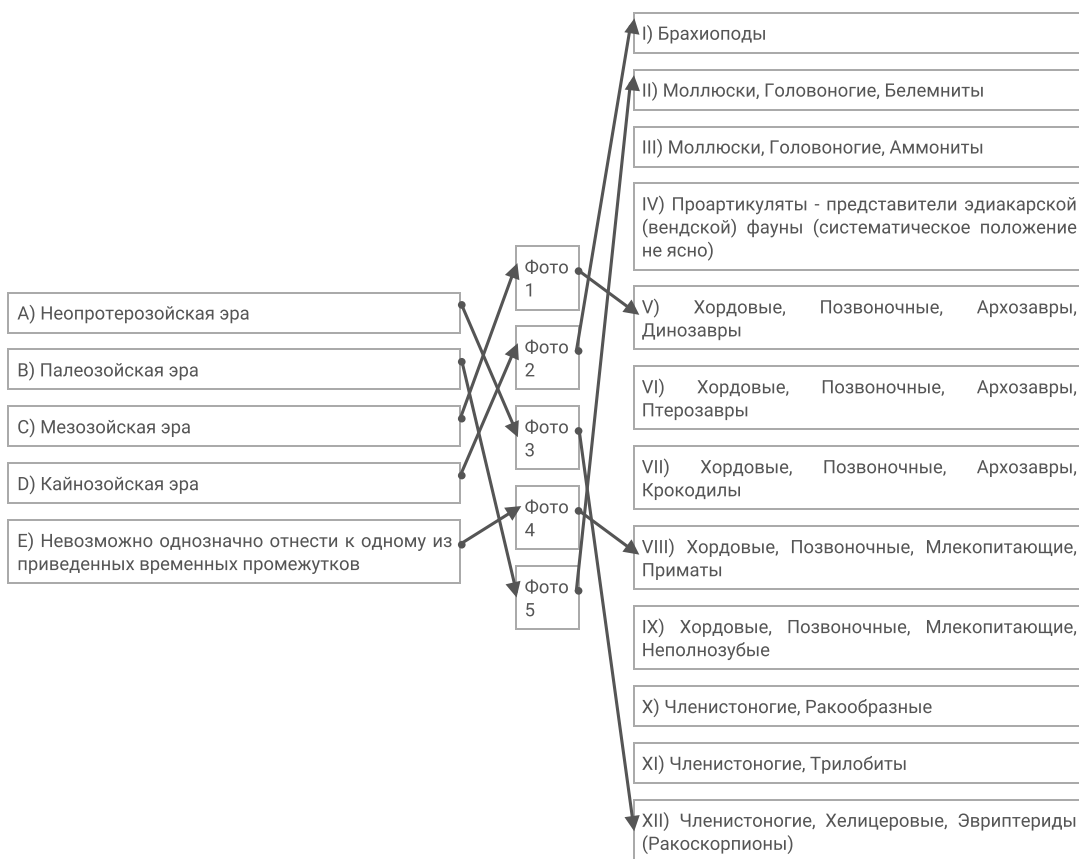 A) Неопротерозойская эра
B) Палеозойская эра
C) Мезозойская эра
D) Кайнозойская эра
E) Невозможно однозначно отнести к одному из
приведенных временных промежутков
Фото
1
Фото
2
Фото
3
Фото
4
Фото
5
I) Брахиоподы
II) Моллюски, Головоногие, Белемниты
III) Моллюски, Головоногие, Аммониты
IV) Проартикуляты - представители эдиакарской
(вендской) фауны (систематическое положение
не ясно)
V) Хордовые, Позвоночные, Архозавры,
Динозавры
VI) Хордовые, Позвоночные, Архозавры,
Птерозавры
VII) Хордовые, Позвоночные, Архозавры,
Крокодилы
VIII) Хордовые, Позвоночные, Млекопитающие,
Приматы
IX) Хордовые, Позвоночные, Млекопитающие,
Неполнозубые
X) Членистоногие, Ракообразные
XI) Членистоногие, Трилобиты
XII) Членистоногие, Хелицеровые, Эвриптериды
(Ракоскорпионы)